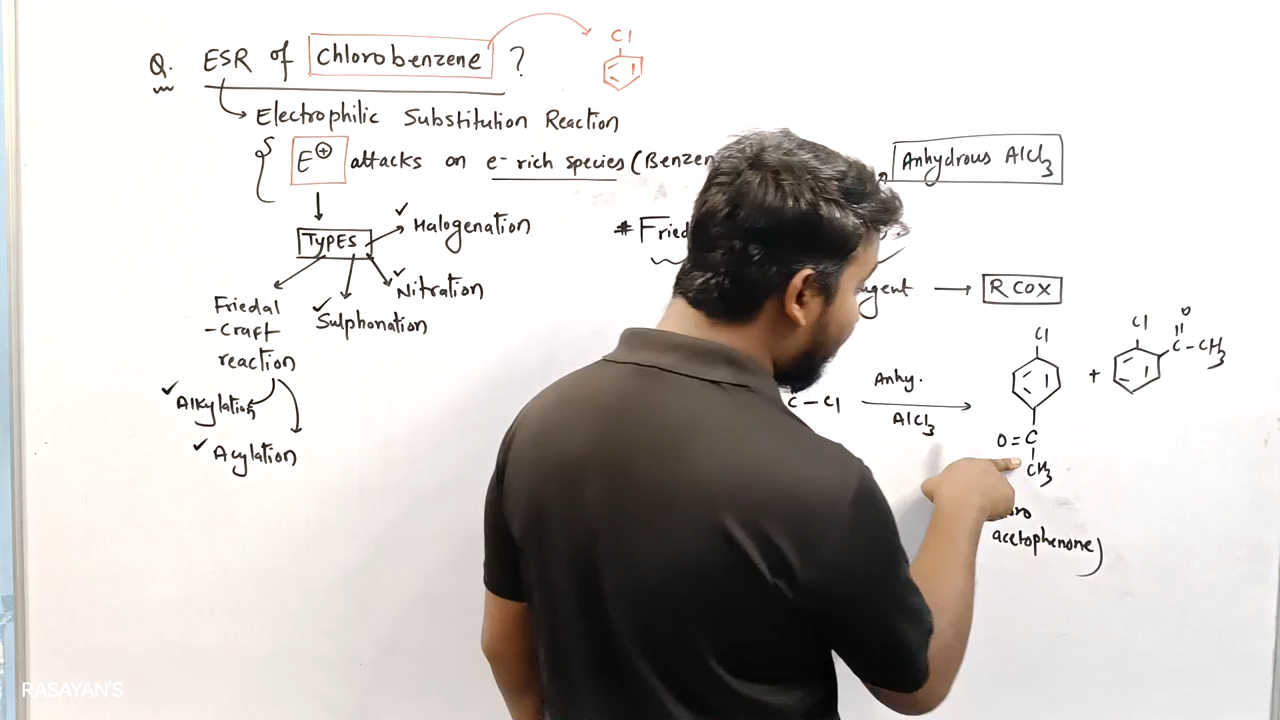 Q. ESR of Chlorobenzene ?
Cl
Electrophilic Substitution Reaction
E⊕ attacks on e- rich species (Benzen
Anhydrous AlCl3
TYPES
Halogenation
Nitration
Sulphonation
Friedal
-Craft
reaction
Alkylation
Acylation
# Fried
gent → R COX
C-Cl
Anhy.
AlCl3
Cl
O=C
CH3
+
Cl
O
C-CH3
acetophenone)
RASAYAN'S